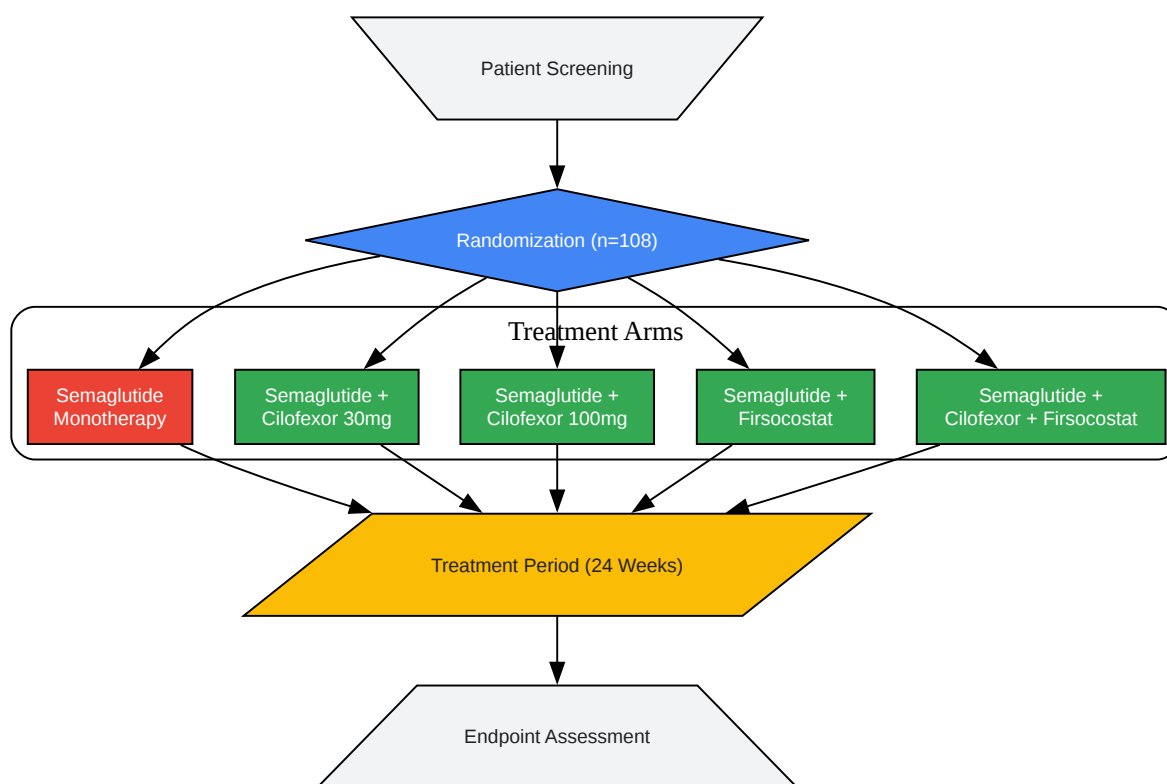 Patient Screening
Randomization (n=108)
Treatment Arms
Semaglutide
Monotherapy
Semaglutide +
Cilofexor 30mg
Semaglutide +
Cilofexor 100mg
Semaglutide +
Firsocostat
Semaglutide +
Cilofexor + Firsocostat
Treatment Period (24 Weeks)
Endpoint Assessment